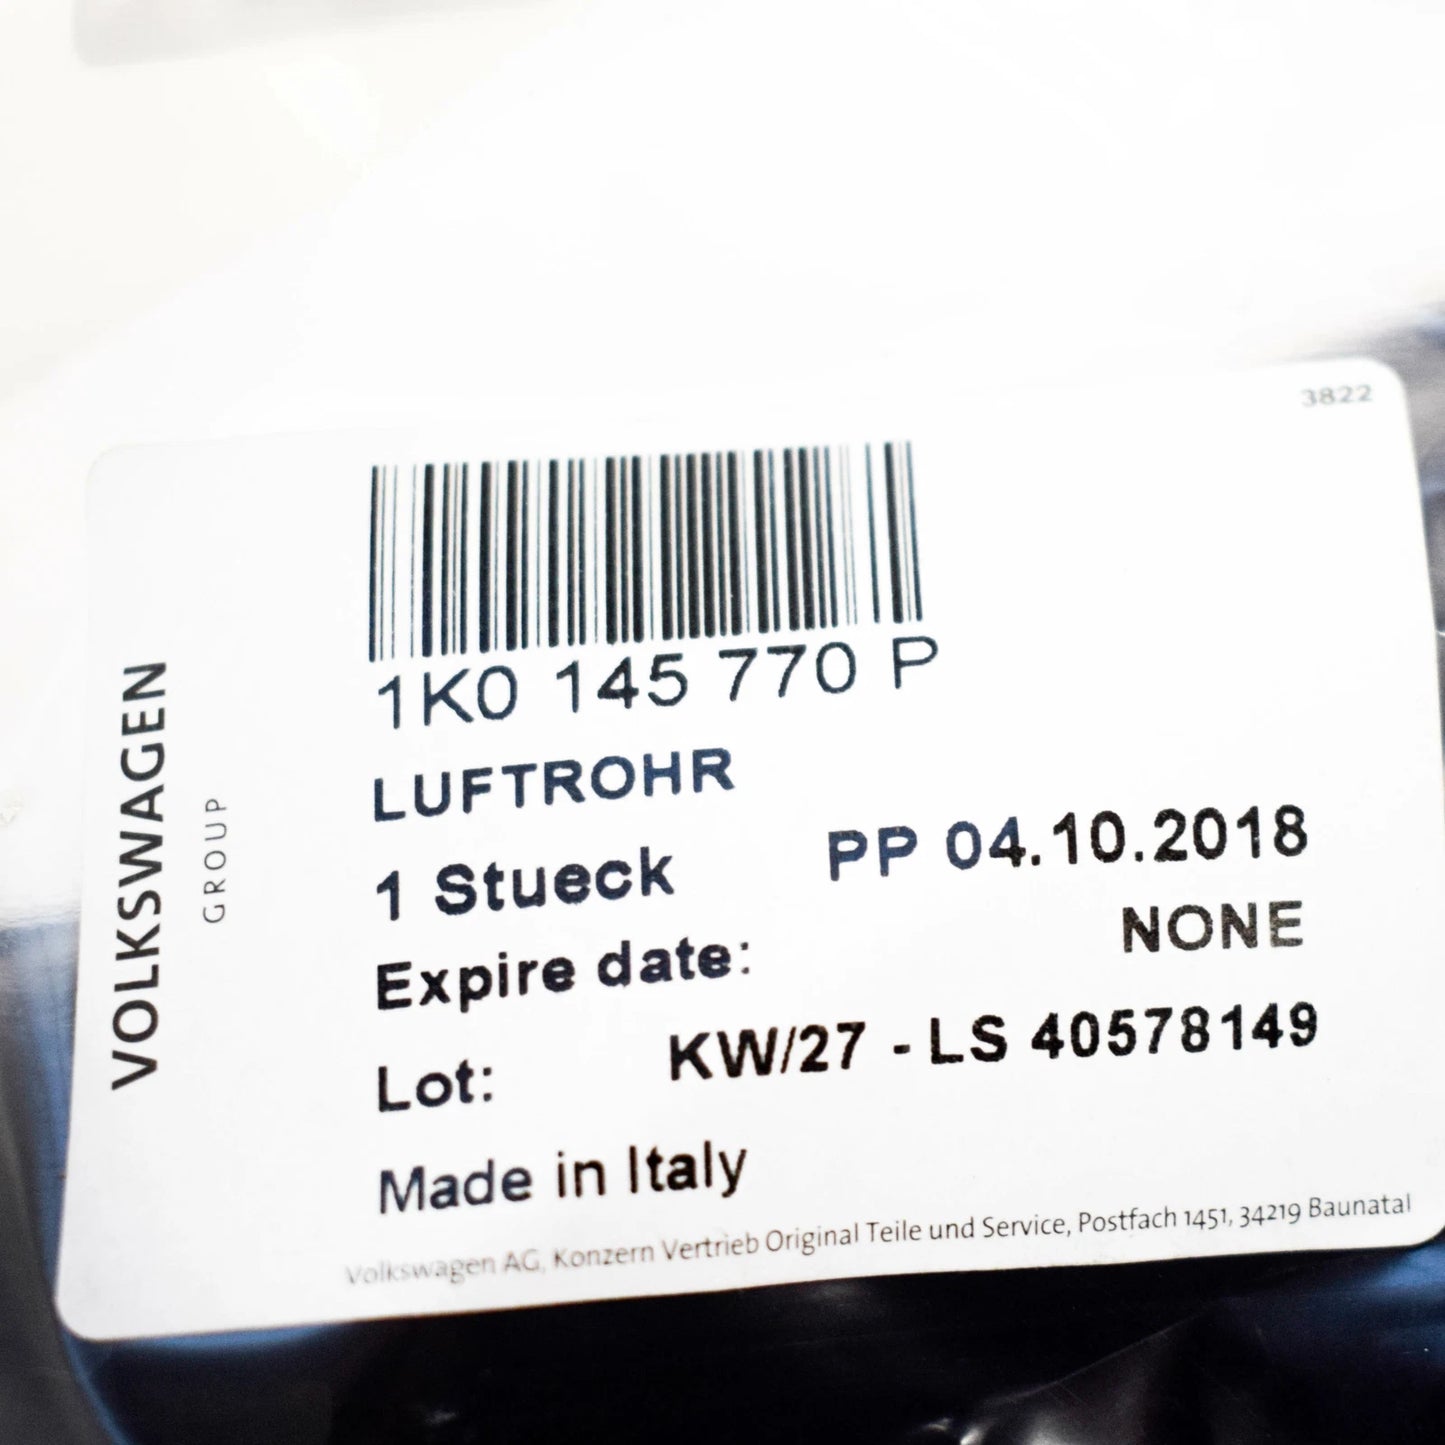 3822
1K0 145 770 P
LUFTROHR
1 Stueck PP 04.10.2018
Expire date: NONE
Lot: KW/27 - LS 40578149
Made in Italy
Volkswagen AG, Konzern Vertrieb Original Teile und Service, Postfach 1451, 34219 Baunatal
VOLKSWAGEN
GROUP